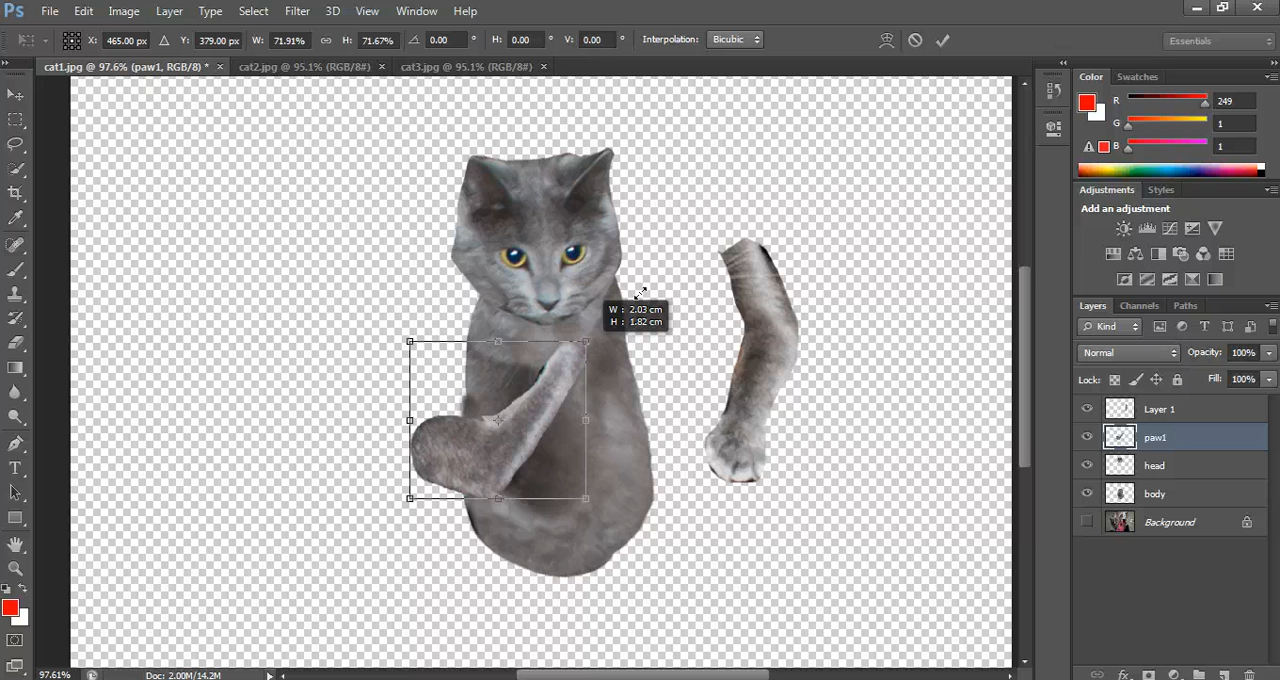 Ps File Edit Image Layer Type Select Filter 3D View Window Help
X: 465.00 px Y: 379.00 px W: 71.91% H: 71.67% 0.00 ° H: 0.00 ° V: 0.00 ° Interpolation: Bicubic Essentials
cat1.jpg @ 97.6% (paw1, RGB/8) * × cat2.jpg @ 95.1% (RGB/8#) × cat3.jpg @ 95.1% (RGB/8#) ×
Color Swatches
R 249
G 1
B 1
Adjustments Styles
Add an adjustment
W : 2.03 cm
H : 1.82 cm
Layers Channels Paths
Kind
Normal Opacity: 100%
Lock: Fill: 100%
Layer 1
paw1
head
body
Background
97.61% Doc: 2.00M/14.2M